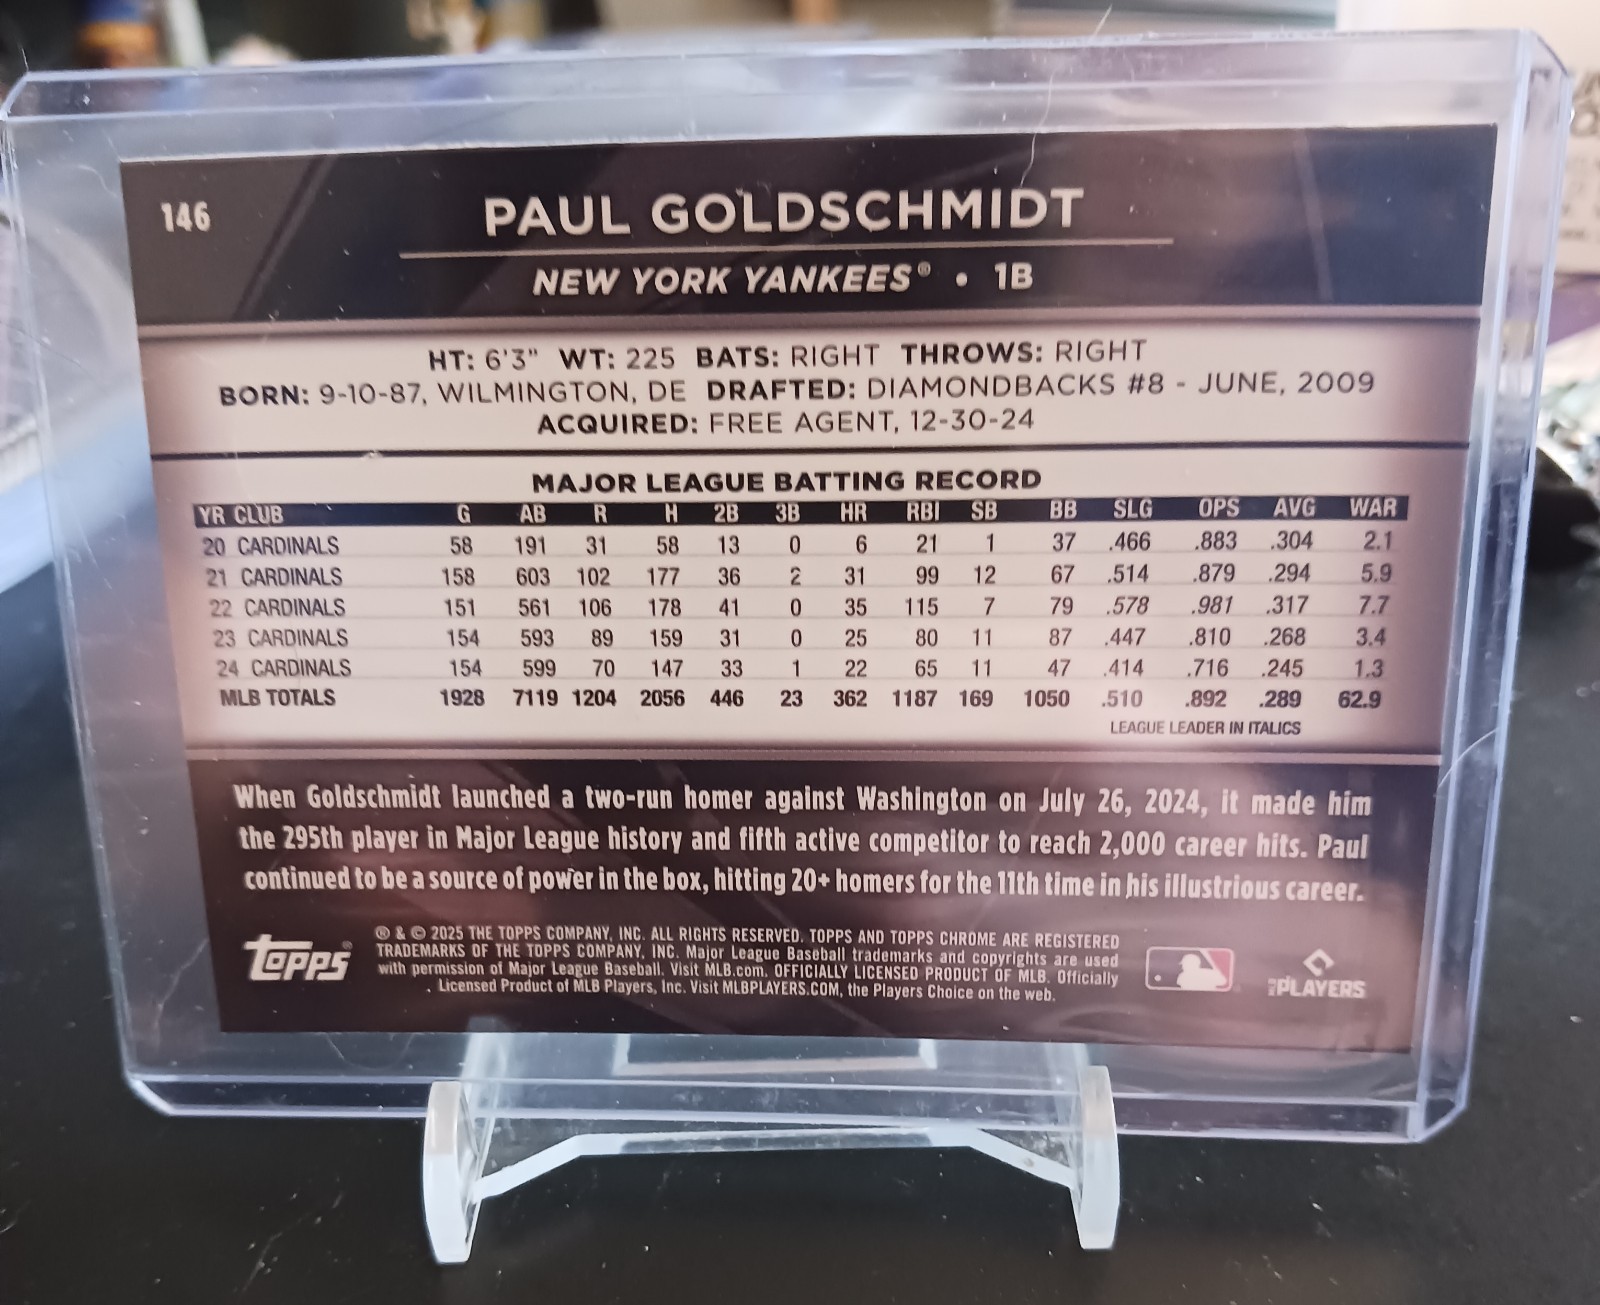 146
PAUL GOLDSCHMIDT
NEW YORK YANKEES® • 1B
HT: 6'3" WT: 225 BATS: RIGHT THROWS: RIGHT
BORN: 9-10-87, WILMINGTON, DE DRAFTED: DIAMONDBACKS #8 - JUNE, 2009
ACQUIRED: FREE AGENT, 12-30-24
MAJOR LEAGUE BATTING RECORD
YR CLUB G AB R H 2B 3B HR RBI SB BB SLG OPS AVG WAR
20 CARDINALS 58 191 31 58 13 0 6 21 1 37 .466 .883 .304 2.1
21 CARDINALS 158 603 102 177 36 2 31 99 12 67 .514 .879 .294 5.9
22 CARDINALS 151 561 106 178 41 0 35 115 7 79 .578 .981 .317 7.7
23 CARDINALS 154 593 89 159 31 0 25 80 11 87 .447 .810 .268 3.4
24 CARDINALS 154 599 70 147 33 1 22 65 11 47 .414 .716 .245 1.3
MLB TOTALS 1928 7119 1204 2056 446 23 362 1187 169 1050 .510 .892 .289 62.9
LEAGUE LEADER IN ITALICS
When Goldschmidt launched a two-run homer against Washington on July 26, 2024, it made him
the 295th player in Major League history and fifth active competitor to reach 2,000 career hits. Paul
continued to be a source of power in the box, hitting 20+ homers for the 11th time in his illustrious career.
topps®
® & © 2025 THE TOPPS COMPANY, INC. ALL RIGHTS RESERVED. TOPPS AND TOPPS CHROME ARE REGISTERED
TRADEMARKS OF THE TOPPS COMPANY, INC. Major League Baseball trademarks and copyrights are used
with permission of Major League Baseball. Visit MLB.com. OFFICIALLY LICENSED PRODUCT OF MLB. Officially
Licensed Product of MLB Players, Inc. Visit MLBPLAYERS.COM, the Players Choice on the web.
PLAYERS